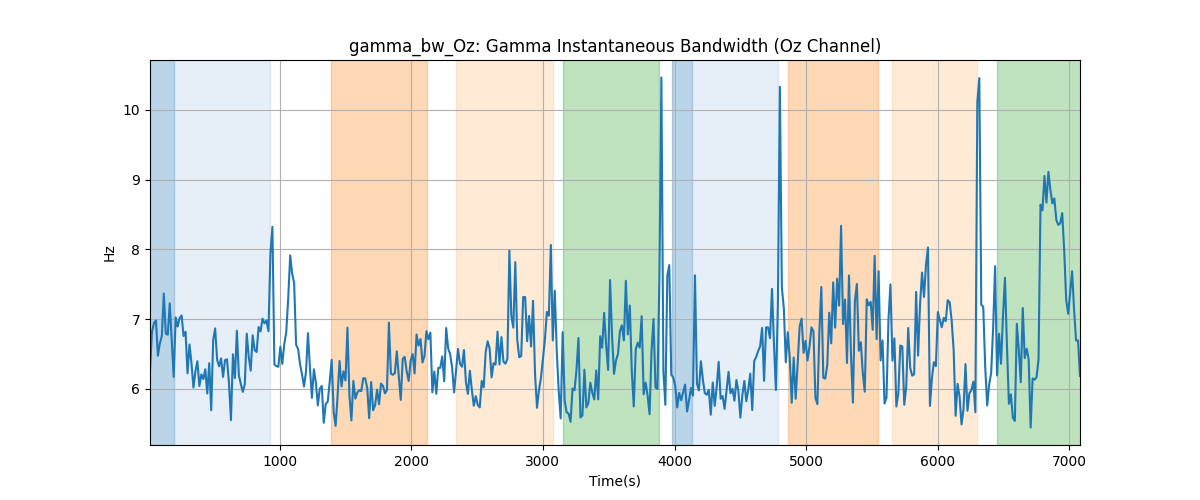 gamma_bw_Oz: Gamma Instantaneous Bandwidth (Oz Channel)
Hz
10
9
8
7
6
1000 2000 3000 4000 5000 6000 7000
Time(s)